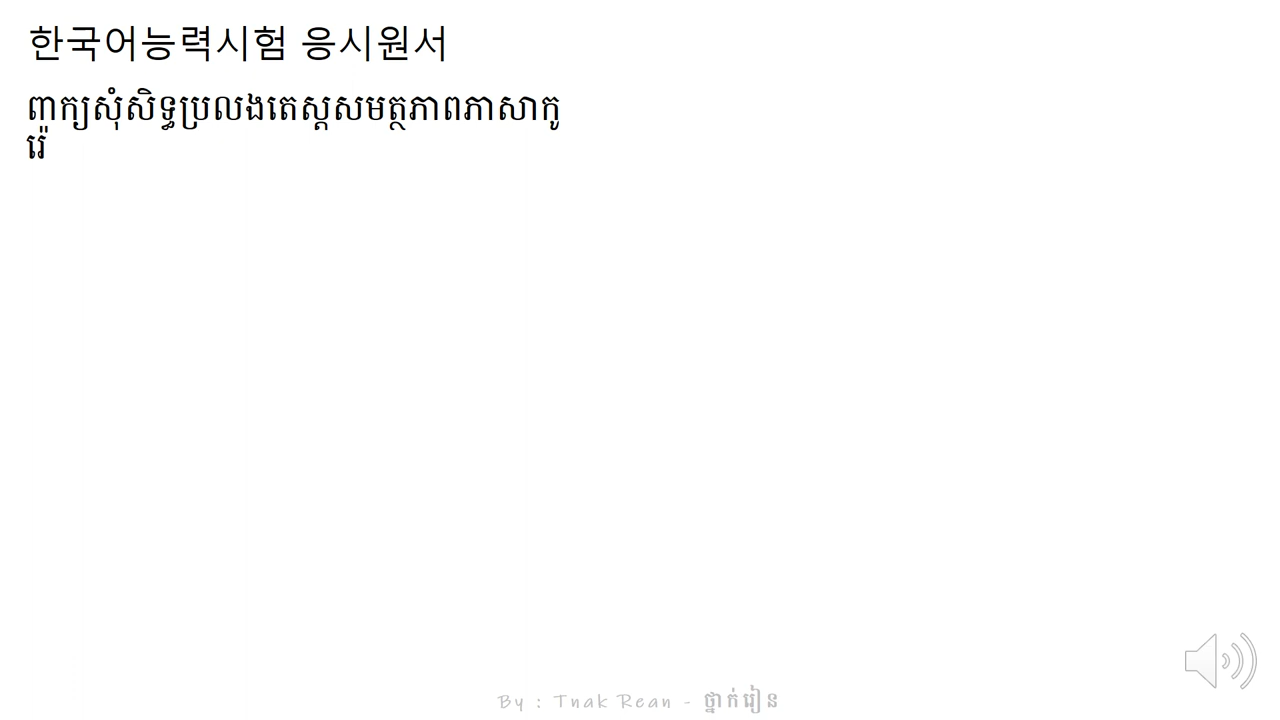 한국어능력시험 응시원서
ពាក្យសុំសិទ្ធប្រលងតេស្តសមត្ថភាពភាសាកូ
រ៉េ
By : Tnak Rean - ថ្នាក់រៀន